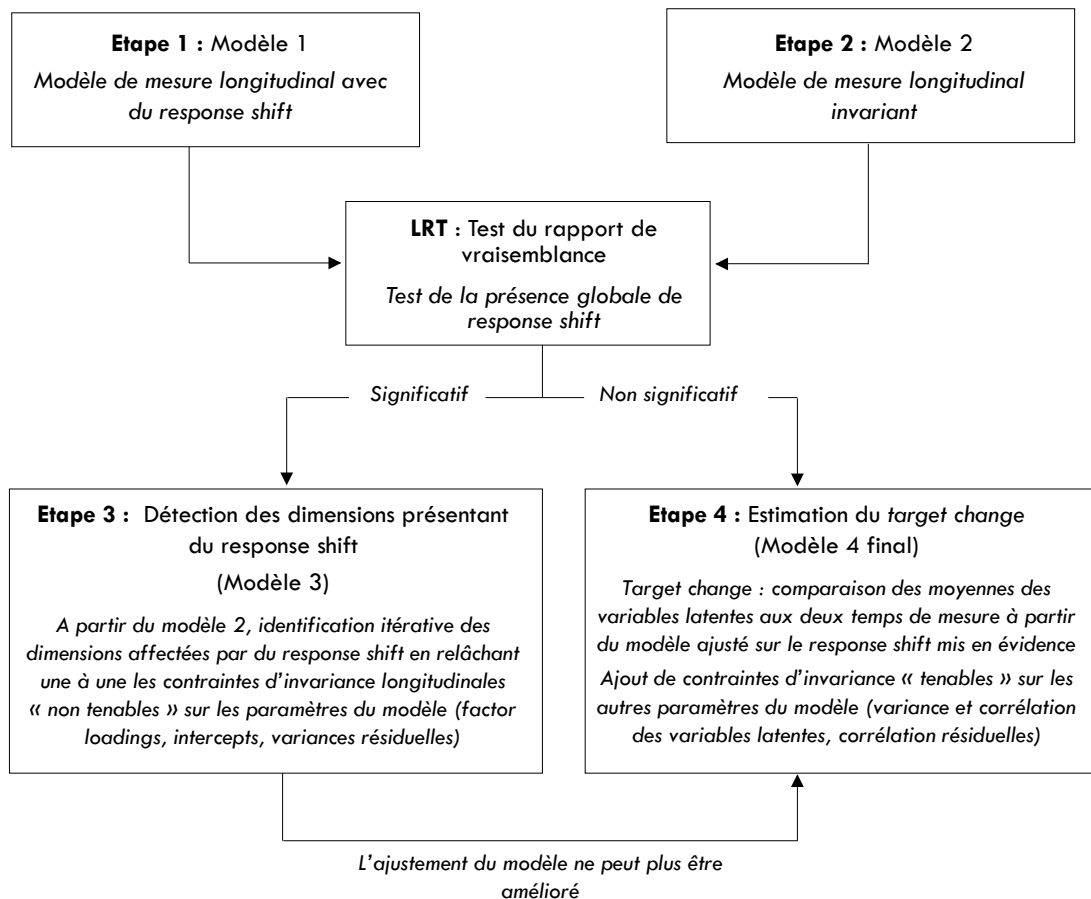 Etape 1 : Modèle 1
Modèle de mesure longitudinal avec
du response shift
Etape 2 : Modèle 2
Modèle de mesure longitudinal
invariant
LRT : Test du rapport de
vraisemblance
Test de la présence globale de
response shift
Significatif
Non significatif
Etape 3 : Détection des dimensions présentant
du response shift
(Modèle 3)
A partir du modèle 2, identification itérative des
dimensions affectées par du response shift en relâchant
une à une les contraintes d'invariance longitudinales
« non tenables » sur les paramètres du modèle (factor
loadings, intercepts, variances résiduelles)
Etape 4 : Estimation du target change
(Modèle 4 final)
Target change : comparaison des moyennes des
variables latentes aux deux temps de mesure à partir
du modèle ajusté sur le response shift mis en évidence
Ajout de contraintes d'invariance « tenables » sur les
autres paramètres du modèle (variance et corrélation
des variables latentes, corrélation résiduelles)
L'ajustement du modèle ne peut plus être
amélioré